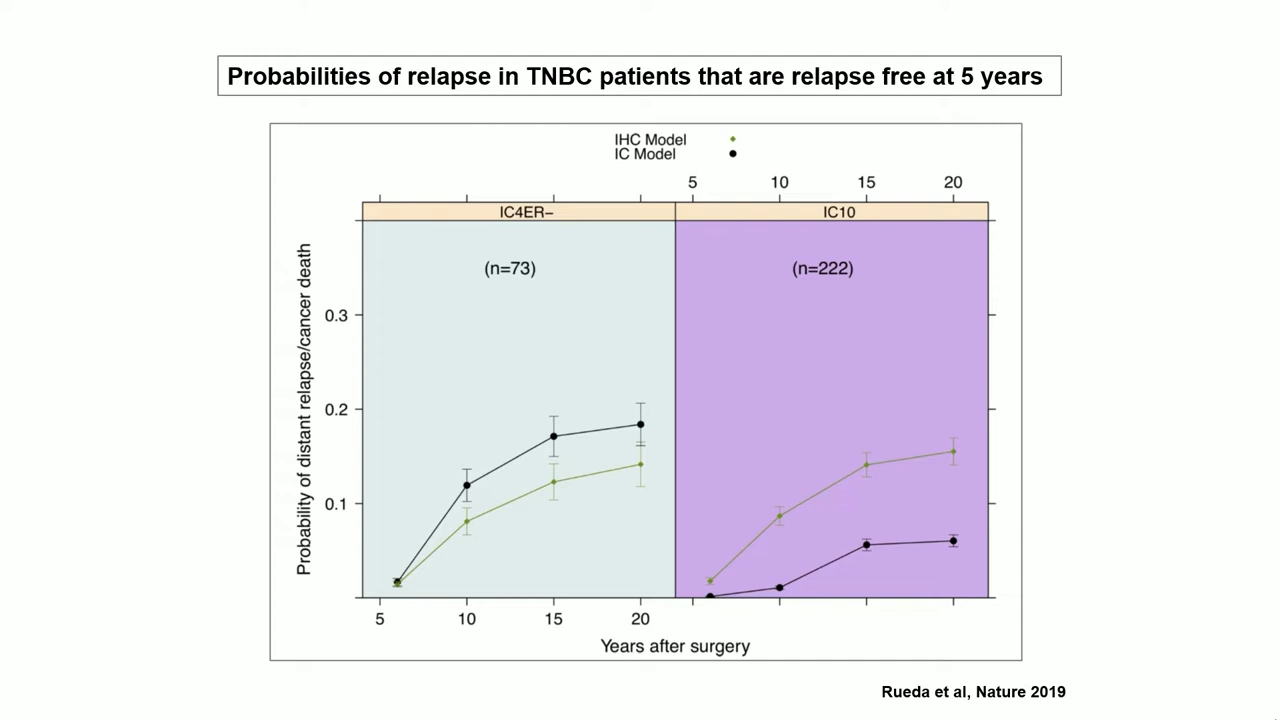 Probabilities of relapse in TNBC patients that are relapse free at 5 years
IHC Model
IC Model
5 10 15 20
IC4ER− IC10
(n=73) (n=222)
Probability of distant relapse/cancer death
0.3
0.2
0.1
5 10 15 20
Years after surgery
Rueda et al, Nature 2019